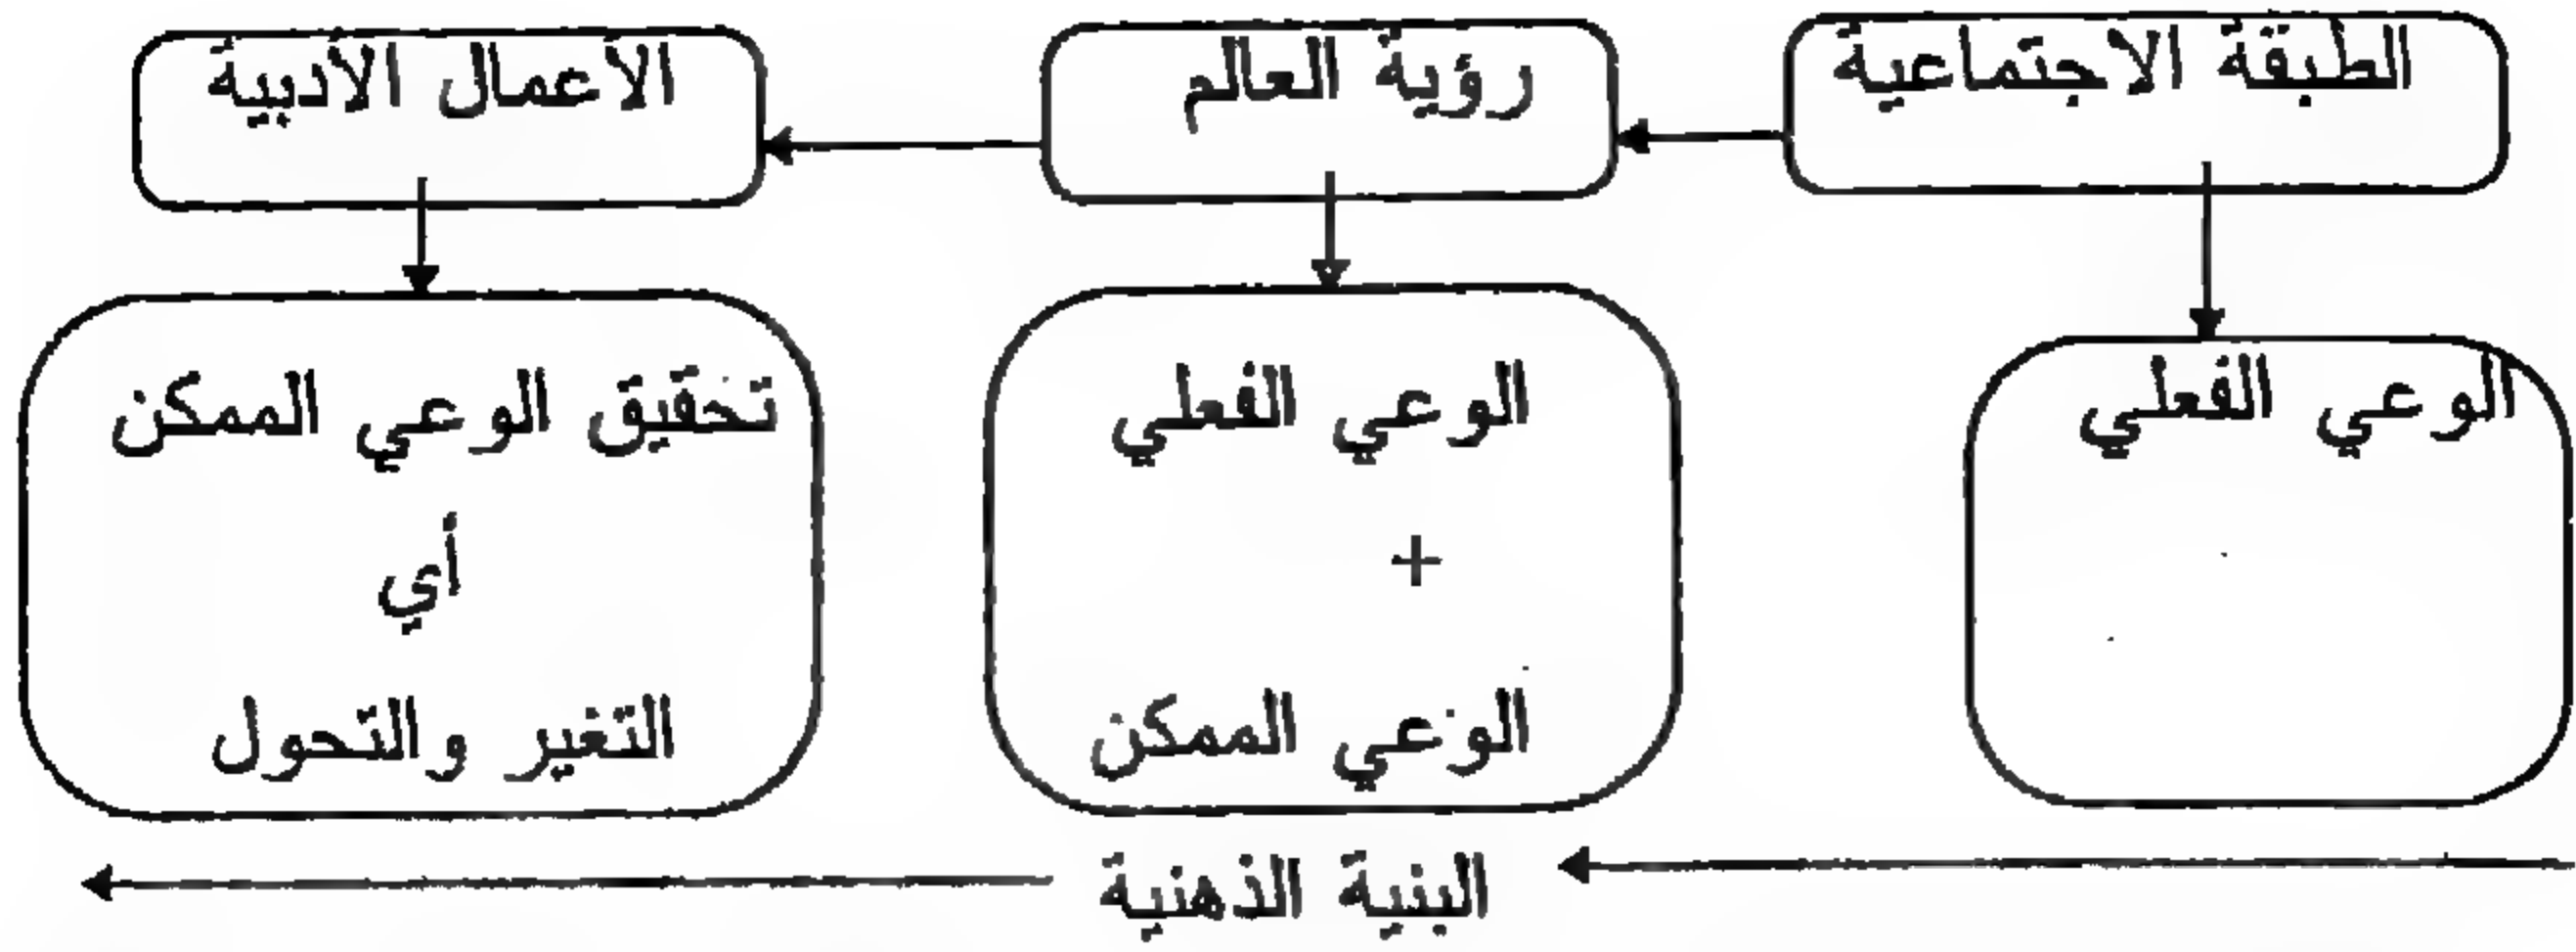 الطبقة الاجتماعية
رؤية العالم
الأعمال الأدبية
الوعي الفعلي
الوعي الفعلي
+
الوعي الممكن
تحقيق الوعي الممكن
أي
التغير والتحول
البنية الذهنية